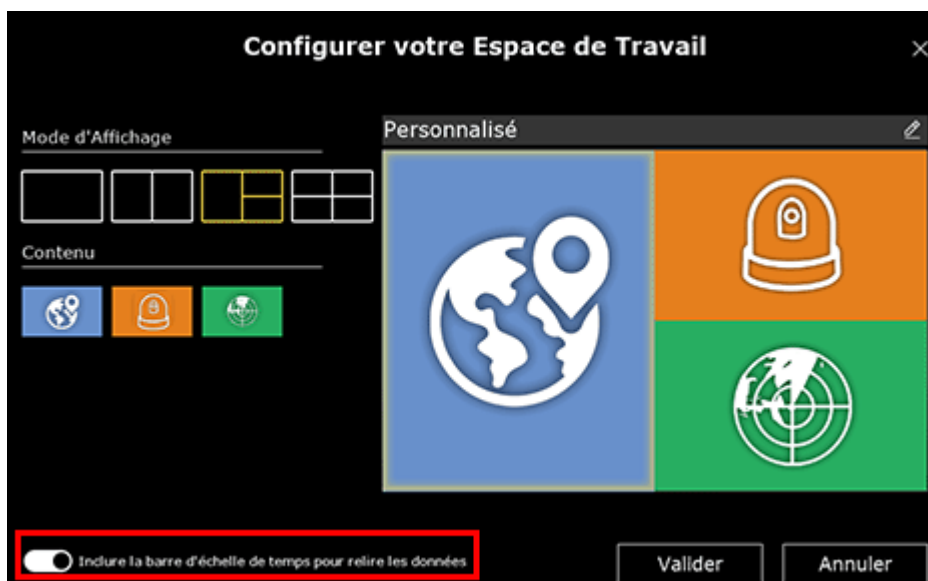 Configurer votre Espace de Travail
Mode d'Affichage
Personnalisé
Contenu
Inclure la barre d'échelle de temps pour relire les données
Valider
Annuler